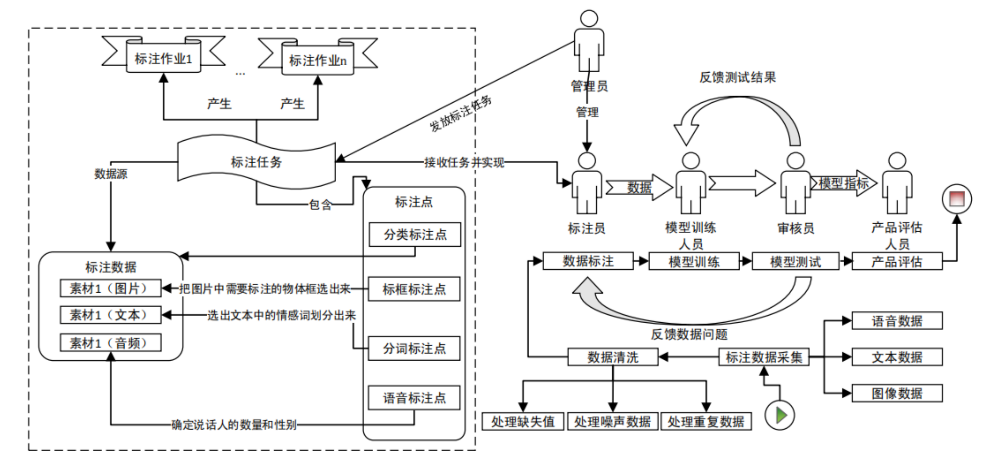 标注作业1
...
标注作业n
产生
产生
标注任务
数据源
包含
发放标注任务
管理员
管理
接收任务并实现
反馈测试结果
数据
模型指标
标注员
模型训练
人员
审核员
产品评估
人员
标注点
分类标注点
标框标注点
分词标注点
语音标注点
标注数据
素材1（图片）
素材1（文本）
素材1（音频）
把图片中需要标注的物体框选出来
选出文本中的情感词划分出来
确定说话人的数量和性别
数据标注
模型训练
模型测试
产品评估
反馈数据问题
数据清洗
标注数据采集
语音数据
文本数据
图像数据
处理缺失值
处理噪声数据
处理重复数据